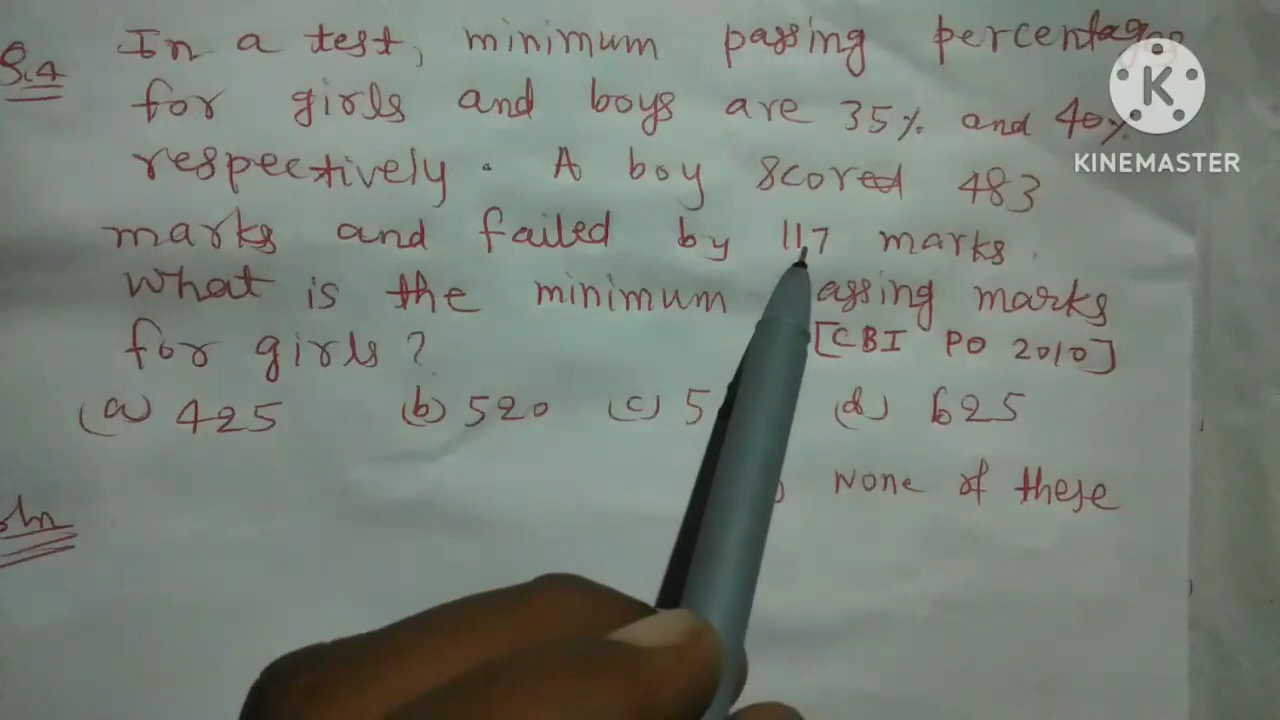 Q.4 In a test, minimum passing percentage
for girls and boys are 35% and 40%
respectively. A boy scored 483
marks and failed by 117 marks.
What is the minimum passing marks
for girls?
[CBI PO 2010]
(a) 425 (b) 520 (c) 5 (d) 625
None of these
Soln
K
KINEMASTER